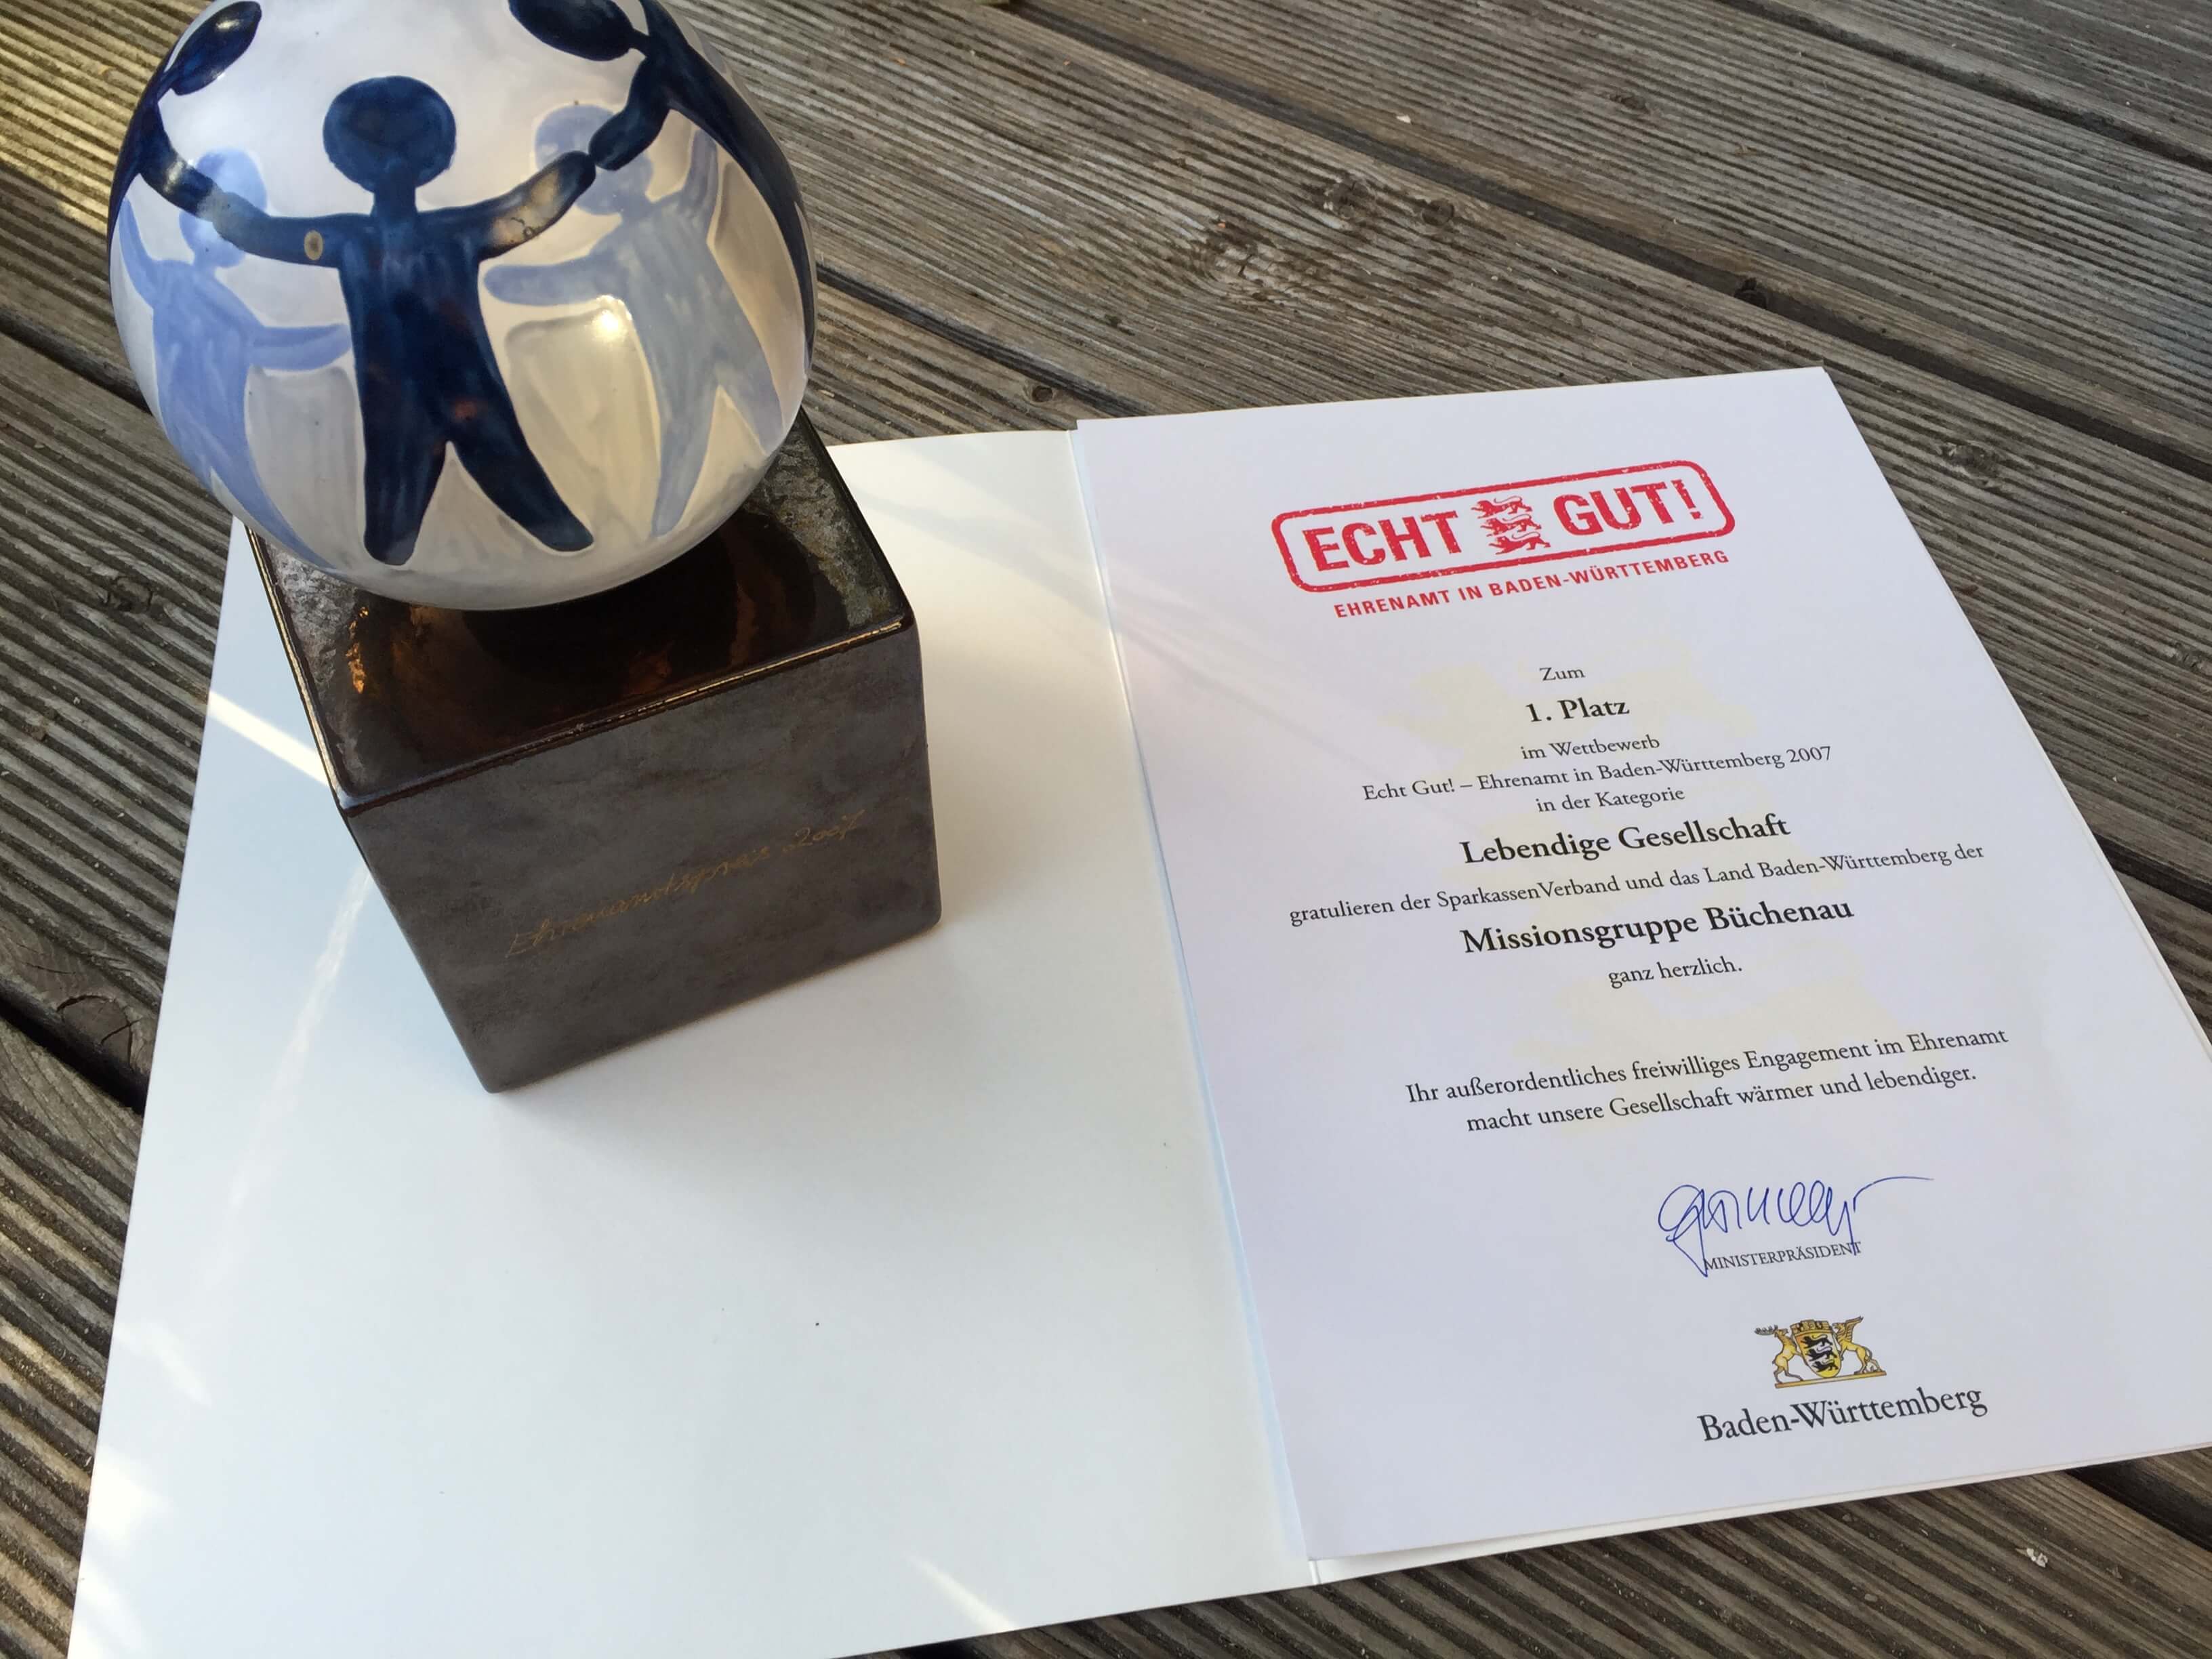 Ehrenamtspreis 2007
ECHT GUT!
EHRENAMT IN BADEN-WÜRTTEMBERG
Zum
1. Platz
im Wettbewerb
Echt Gut! – Ehrenamt in Baden-Württemberg 2007
in der Kategorie
Lebendige Gesellschaft
gratulieren der SparkassenVerband und das Land Baden-Württemberg der
Missionsgruppe Büchenau
ganz herzlich.
Ihr außerordentliches freiwilliges Engagement im Ehrenamt
macht unsere Gesellschaft wärmer und lebendiger.
MINISTERPRÄSIDENT
Baden-Württemberg